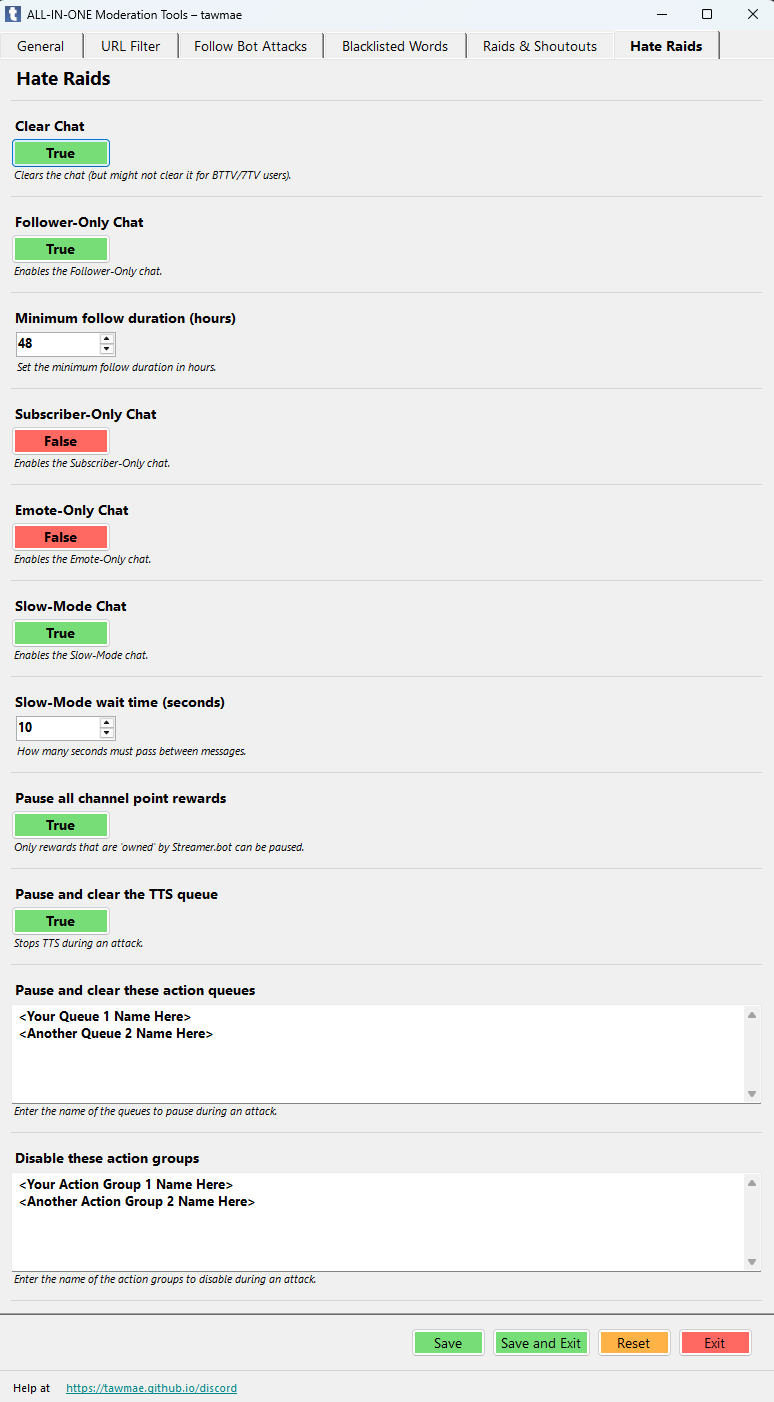 ALL-IN-ONE Moderation Tools – tawmae
General URL Filter Follow Bot Attacks Blacklisted Words Raids & Shoutouts Hate Raids
Hate Raids
Clear Chat
True
Clears the chat (but might not clear it for BTTV/7TV users).
Follower-Only Chat
True
Enables the Follower-Only chat.
Minimum follow duration (hours)
48
Set the minimum follow duration in hours.
Subscriber-Only Chat
False
Enables the Subscriber-Only chat.
Emote-Only Chat
False
Enables the Emote-Only chat.
Slow-Mode Chat
True
Enables the Slow-Mode chat.
Slow-Mode wait time (seconds)
10
How many seconds must pass between messages.
Pause all channel point rewards
True
Only rewards that are 'owned' by Streamer.bot can be paused.
Pause and clear the TTS queue
True
Stops TTS during an attack.
Pause and clear these action queues
<Your Queue 1 Name Here>
<Another Queue 2 Name Here>
Enter the name of the queues to pause during an attack.
Disable these action groups
<Your Action Group 1 Name Here>
<Another Action Group 2 Name Here>
Enter the name of the action groups to disable during an attack.
Save Save and Exit Reset Exit
Help at https://tawmae.github.io/discord